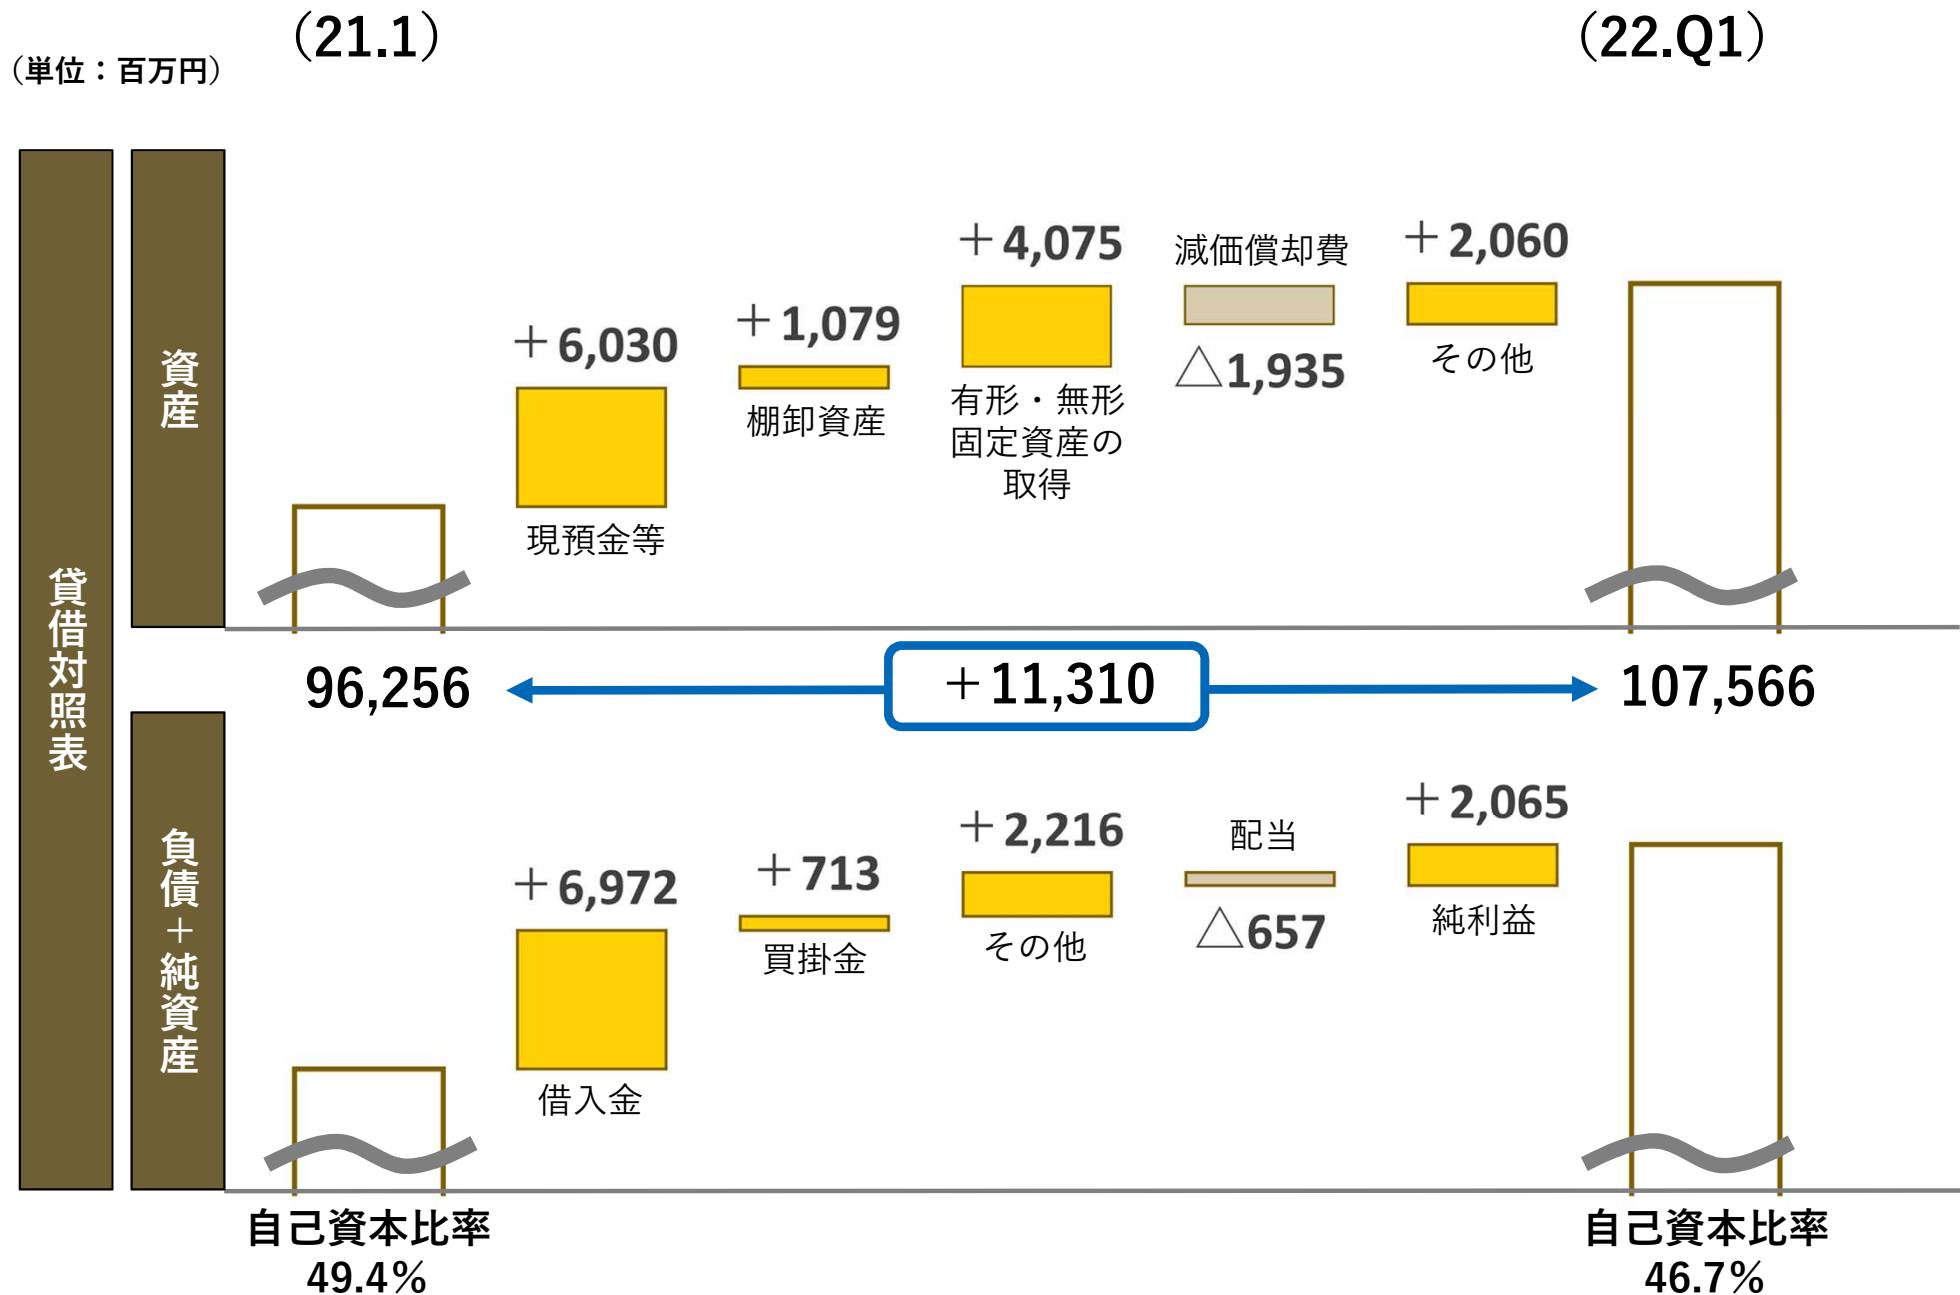 （21.1）
（22.Q1）
（単位：百万円）
貸借対照表
資産
＋6,030
現預金等
＋1,079
棚卸資産
＋4,075
有形・無形
固定資産の
取得
減価償却費
△1,935
＋2,060
その他
96,256
＋11,310
107,566
負債＋純資産
＋6,972
借入金
＋713
買掛金
＋2,216
その他
配当
△657
＋2,065
純利益
自己資本比率
49.4％
自己資本比率
46.7％